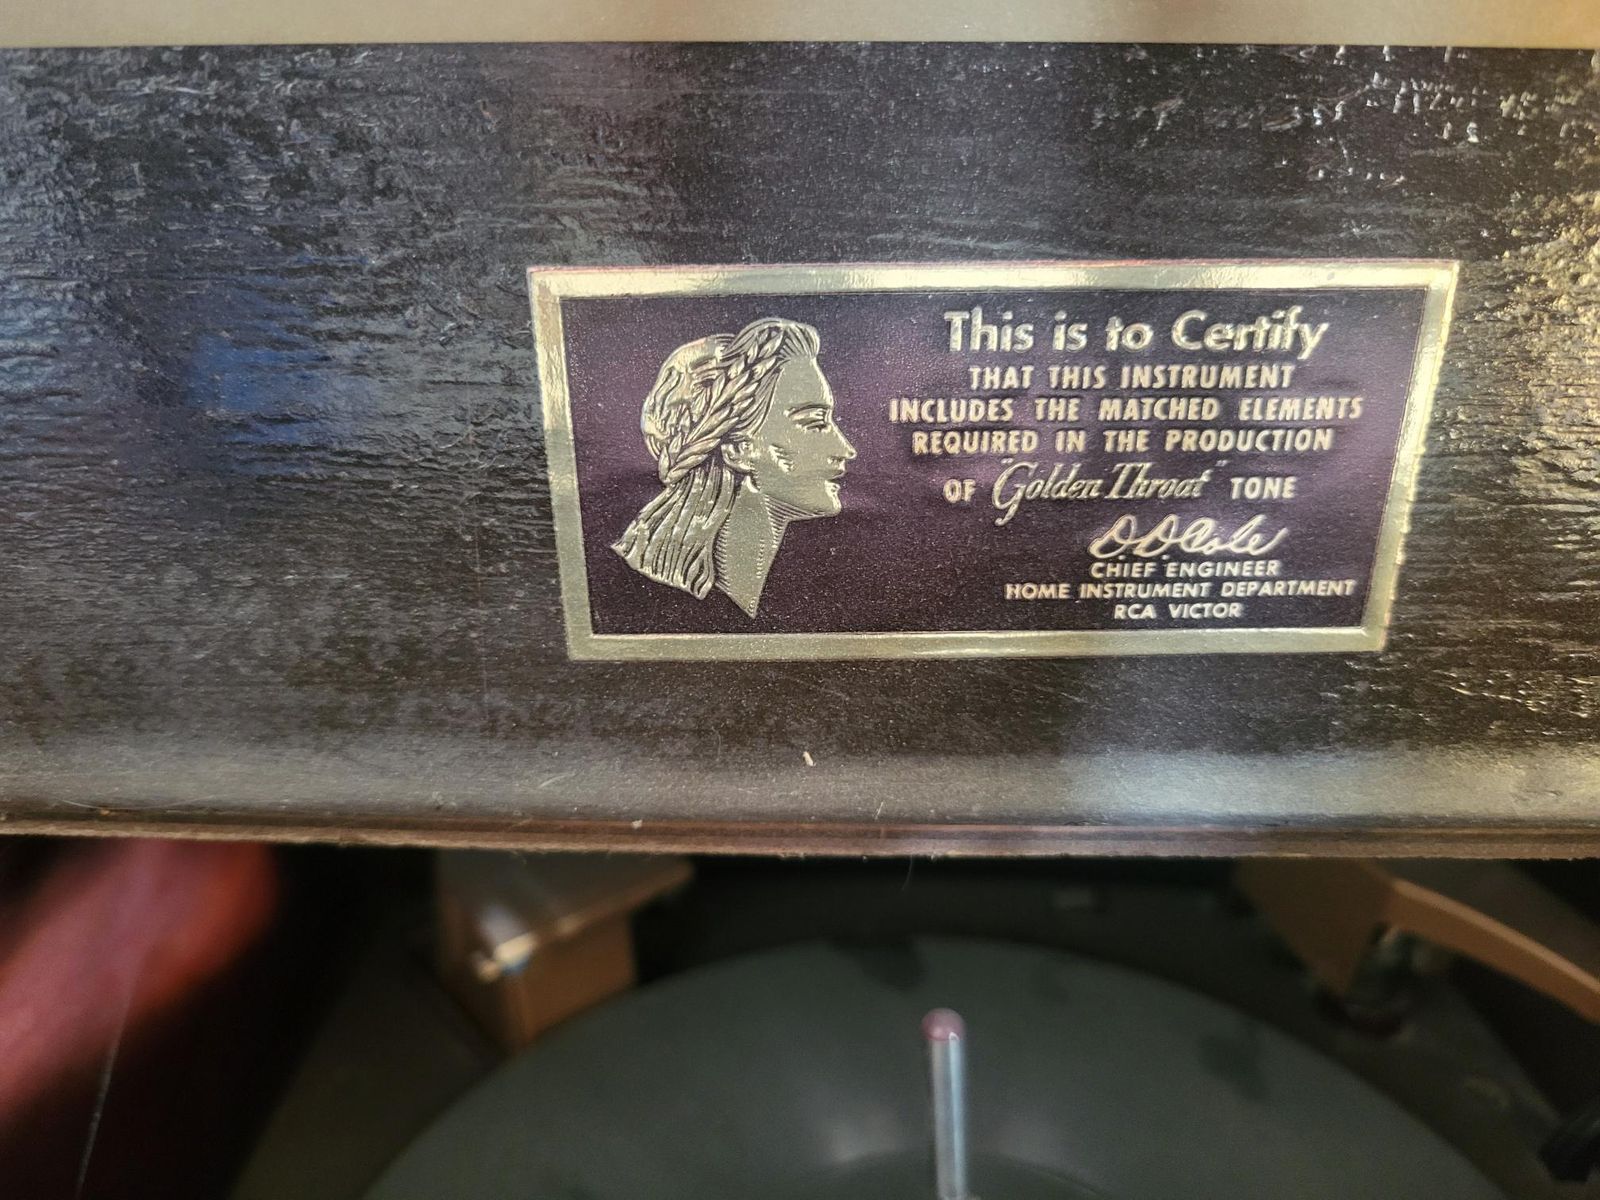 This is to Certify
THAT THIS INSTRUMENT
INCLUDES THE MATCHED ELEMENTS
REQUIRED IN THE PRODUCTION
OF "Golden Throat" TONE
CHIEF ENGINEER
HOME INSTRUMENT DEPARTMENT
RCA VICTOR